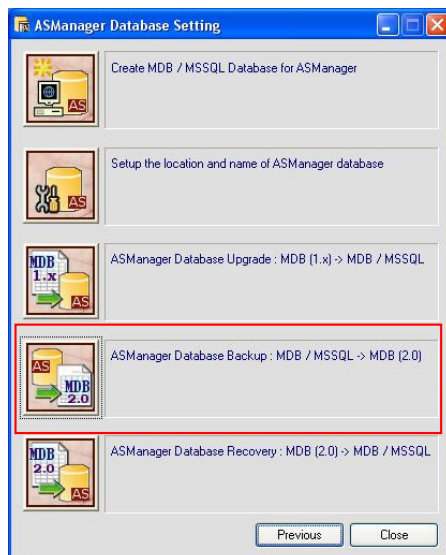 ASManager Database Setting
AS
Create MDB / MSSQL Database for ASManager
AS
Setup the location and name of ASManager database
MDB
1.x
AS
ASManager Database Upgrade : MDB (1.x) -> MDB / MSSQL
AS
MDB
2.0
ASManager Database Backup : MDB / MSSQL -> MDB (2.0)
MDB
2.0
AS
ASManager Database Recovery : MDB (2.0) -> MDB / MSSQL
Previous
Close